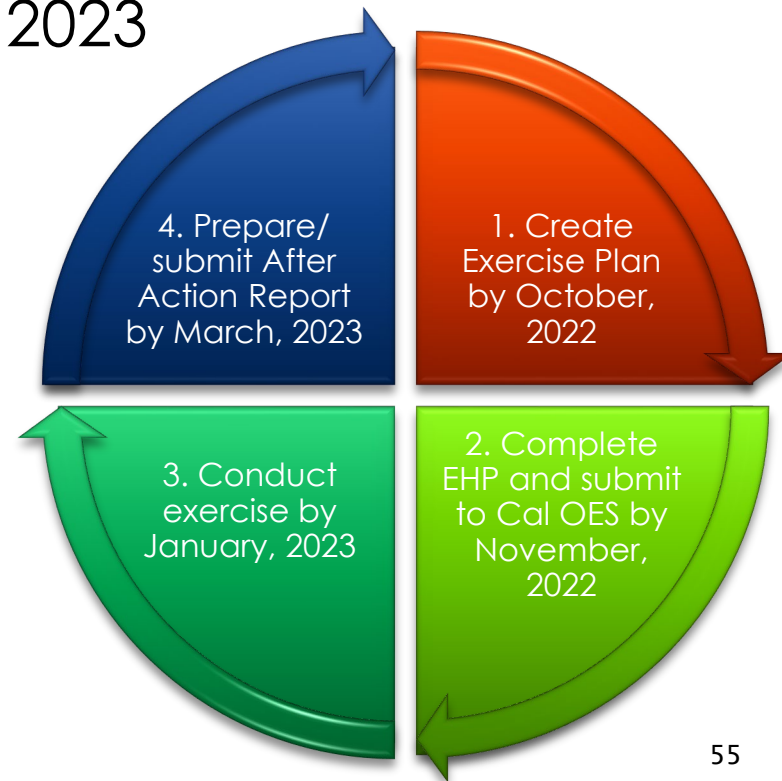 2023
1. Create
Exercise Plan
by October,
2022
2. Complete
EHP and submit
to Cal OES by
November,
2022
3. Conduct
exercise by
January, 2023
4. Prepare/
submit After
Action Report
by March, 2023
55